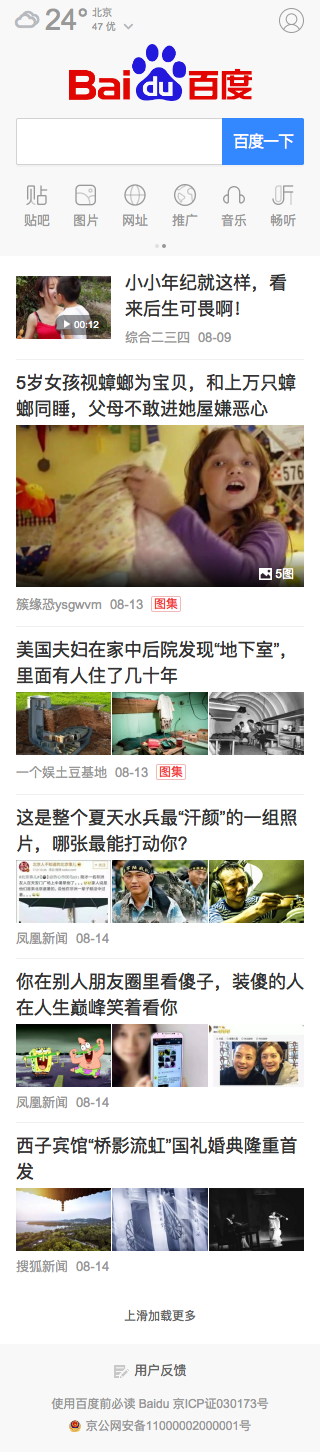 24°
北京
47 优
Bai du 百度
百度一下
贴 听
贴吧 图片 网址 推广 音乐 畅听
小小年纪就这样，看
来后生可畏啊！
00:12
综合二三四 08-09
5岁女孩视蟑螂为宝贝，和上万只蟑
螂同睡，父母不敢进她屋嫌恶心
576
5图
簇缘恐ysgwvm 08-13 图集
美国夫妇在家中后院发现“地下室”，
里面有人住了几十年
一个娱土豆基地 08-13 图集
这是整个夏天水兵最“汗颜”的一组照
片，哪张最能打动你?
凤凰新闻 08-14
你在别人朋友圈里看傻子，装傻的人
在人生巅峰笑着看你
凤凰新闻 08-14
西子宾馆“桥影流虹”国礼婚典隆重首
发
搜狐新闻 08-14
上滑加载更多
用户反馈
使用百度前必读 Baidu 京ICP证030173号
京公网安备11000002000001号